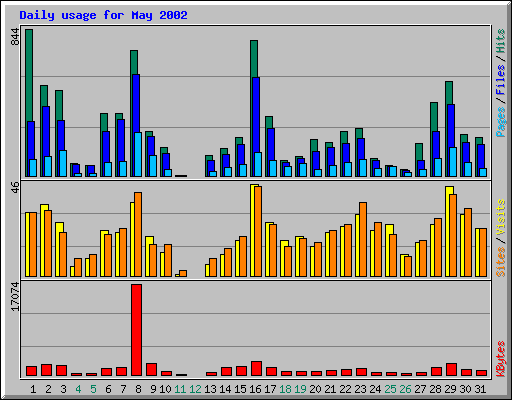 Daily usage for May 2002
844
Pages / Files / Hits
46
Sites / Visits
17074
KBytes
1 2 3 4 5 6 7 8 9 10 11 12 13 14 15 16 17 18 19 20 21 22 23 24 25 26 27 28 29 30 31